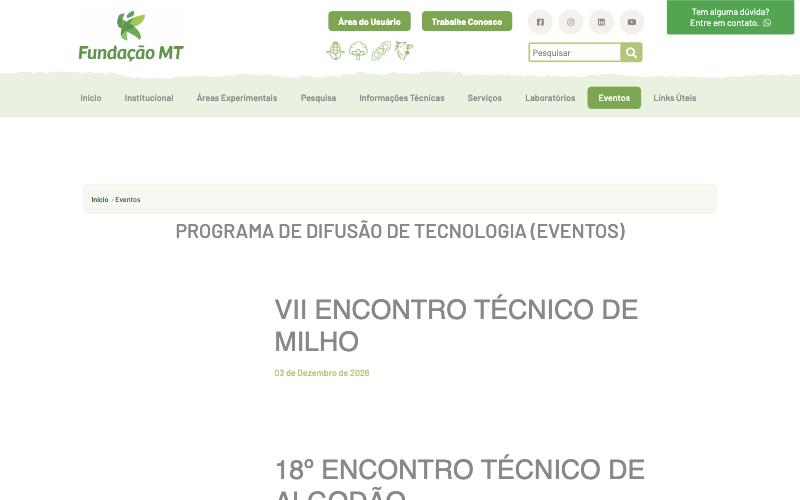 Tem alguma dúvida?
Entre em contato.
Área do Usuário
Trabalhe Conosco
Fundação MT
Pesquisar
Início
Institucional
Áreas Experimentais
Pesquisa
Informações Técnicas
Serviços
Laboratórios
Eventos
Links Úteis
Início › Eventos
PROGRAMA DE DIFUSÃO DE TECNOLOGIA (EVENTOS)
VII ENCONTRO TÉCNICO DE
MILHO
03 de Dezembro de 2026
18º ENCONTRO TÉCNICO DE
ALGODÃO